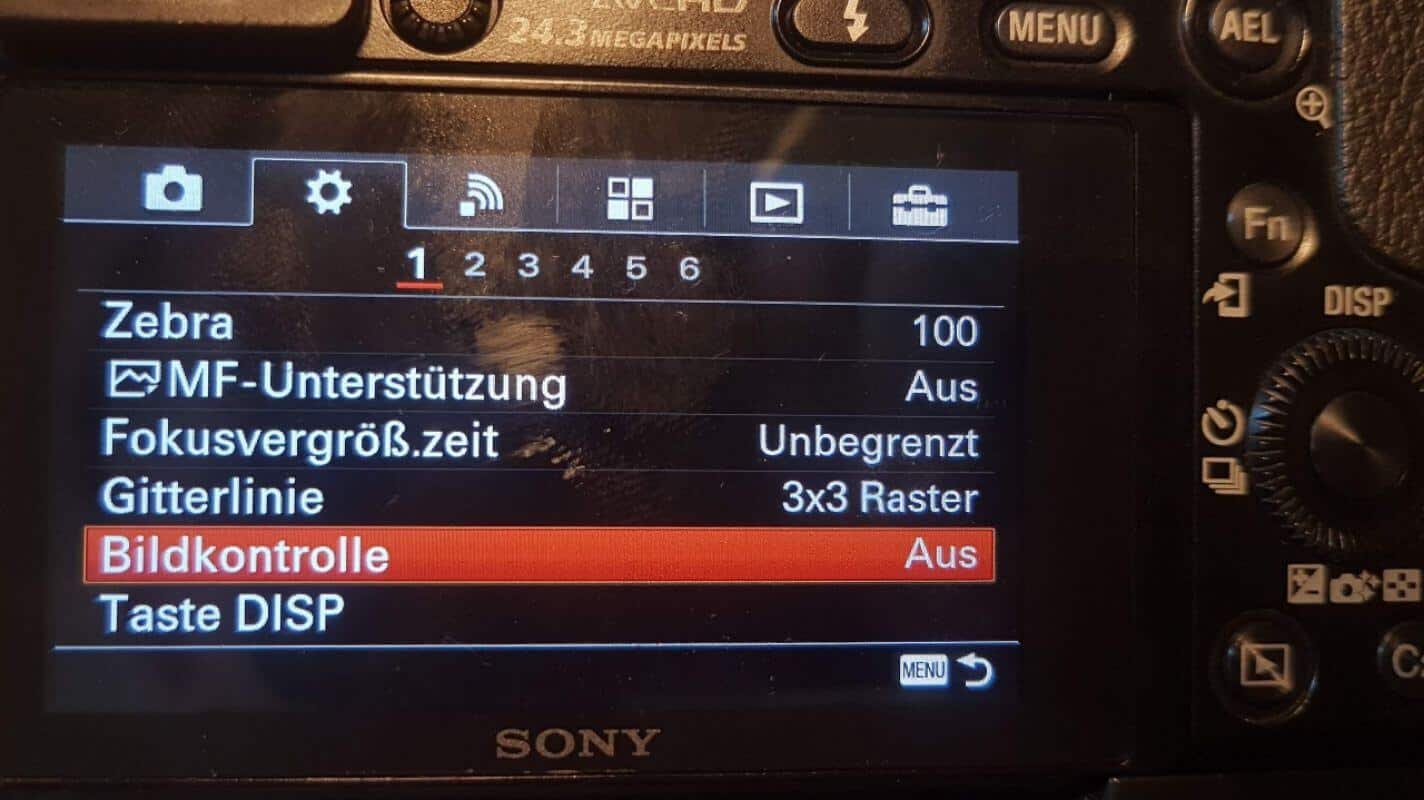 24.3 MEGAPIXELS
MENU
AEL
Fn
DISP
1 2 3 4 5 6
Zebra 100
MF-Unterstützung Aus
Fokusvergröß.zeit Unbegrenzt
Gitterlinie 3x3 Raster
Bildkontrolle Aus
Taste DISP
MENU
SONY